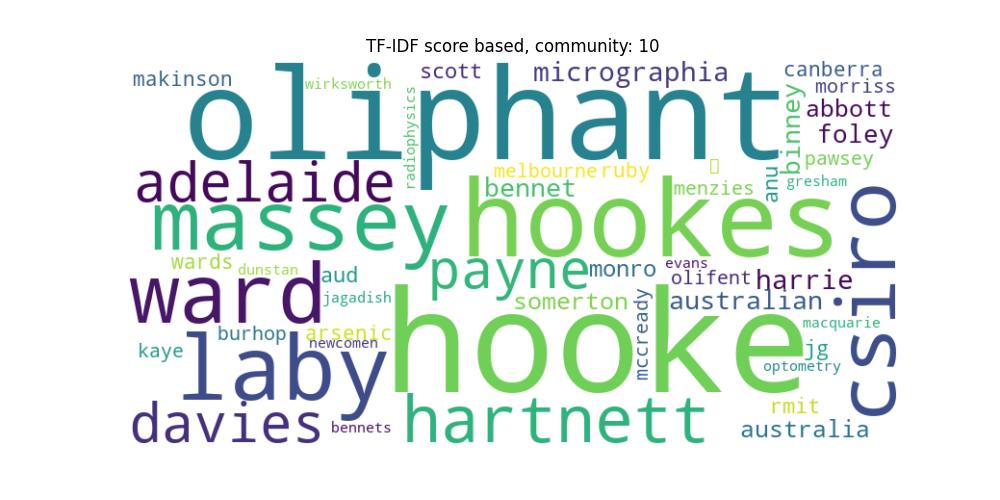 TF-IDF score based, community: 10
makinson
wirksworth
scott
micrographia
canberra
morriss
oliphant
radiophysics
binney
abbott
foley
adelaide
melbourne
ruby
pawsey
bennet
menzies
anu
gresham
massey
hookes
csiro
wards
dunstan
aud
payne
monro
evans
olifent
harrie
ward
jagadish
somerton
mccready
australian
macquarie
burhop
arsenic
newcomen
hooke
jg
kaye
laby
optometry
davies
bennets
hartnett
rmit
australia